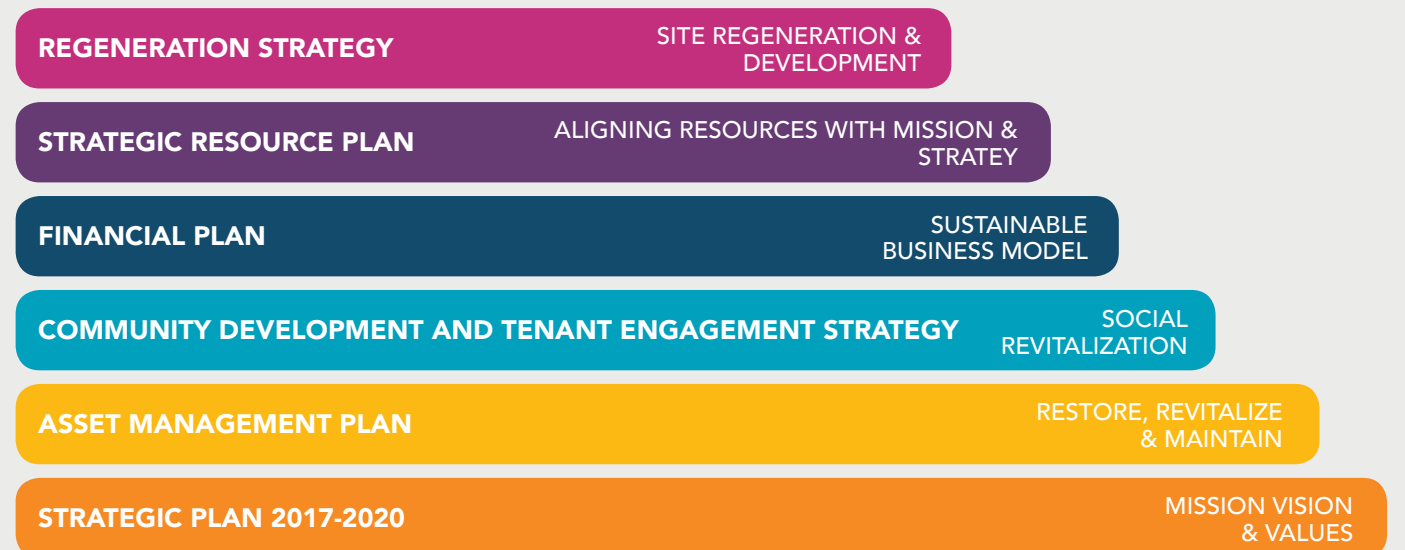 REGENERATION STRATEGY
SITE REGENERATION &
DEVELOPMENT
STRATEGIC RESOURCE PLAN
ALIGNING RESOURCES WITH MISSION &
STRATEY
FINANCIAL PLAN
SUSTAINABLE
BUSINESS MODEL
COMMUNITY DEVELOPMENT AND TENANT ENGAGEMENT STRATEGY
SOCIAL
REVITALIZATION
ASSET MANAGEMENT PLAN
RESTORE, REVITALIZE
& MAINTAIN
STRATEGIC PLAN 2017-2020
MISSION VISION
& VALUES